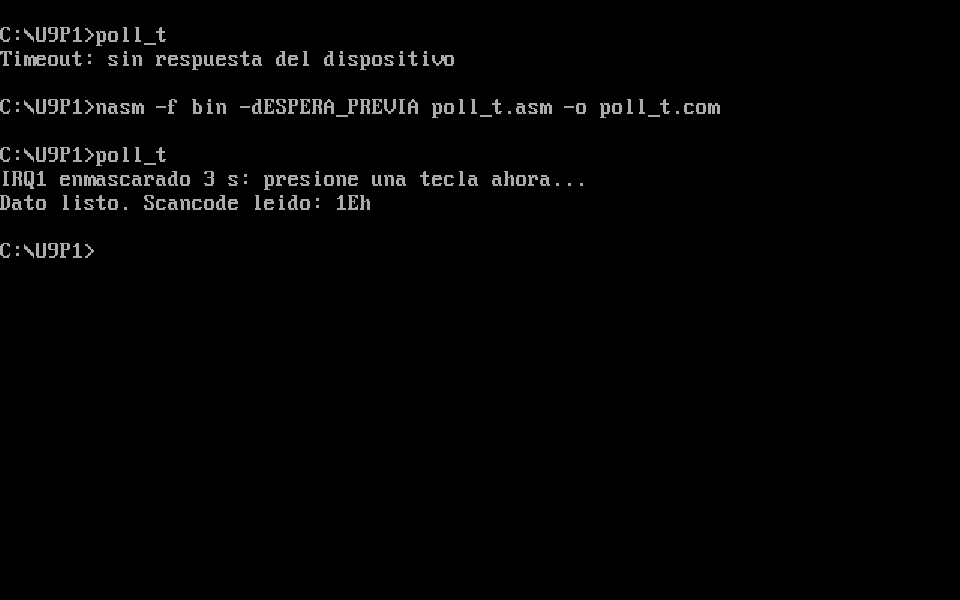 C:\U9P1>poll_t
Timeout: sin respuesta del dispositivo
C:\U9P1>nasm -f bin -dESPERA_PREVIA poll_t.asm -o poll_t.com
C:\U9P1>poll_t
IRQ1 enmascarado 3 s: presione una tecla ahora...
Dato listo. Scancode leido: 1Eh
C:\U9P1>